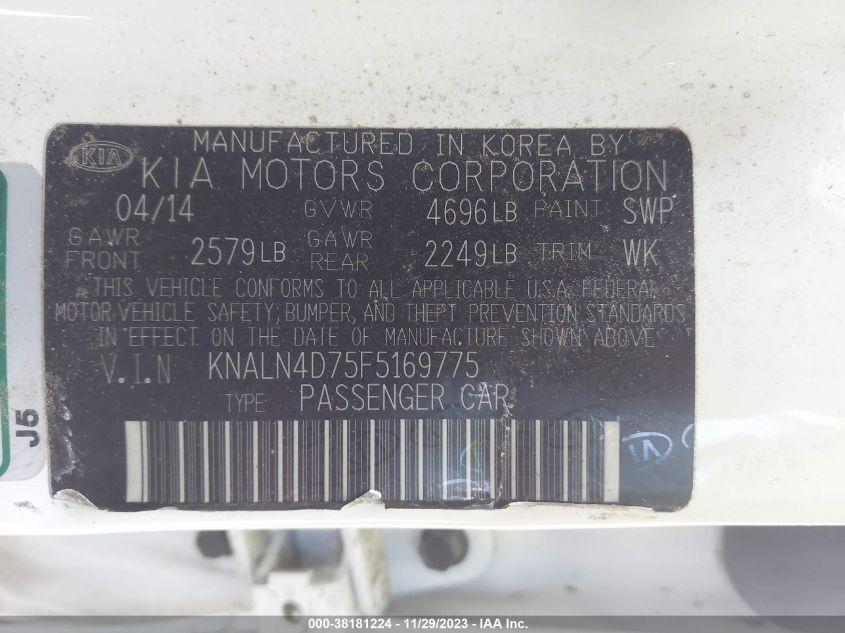 MANUFACTURED IN KOREA BY
KIA KIA MOTORS CORPORATION
04/14 GVWR 4696LB PAINT SWP
GAWR FRONT 2579LB GAWR REAR 2249LB TRIM WK
THIS VEHICLE CONFORMS TO ALL APPLICABLE U.S.A. FEDERAL
MOTOR VEHICLE SAFETY, BUMPER, AND THEFT PREVENTION STANDARDS
IN EFFECT ON THE DATE OF MANUFACTURE SHOWN ABOVE
V.I.N KNALN4D75F5169775
TYPE PASSENGER CAR
J5
000-38181224 - 11/29/2023 - IAA Inc.